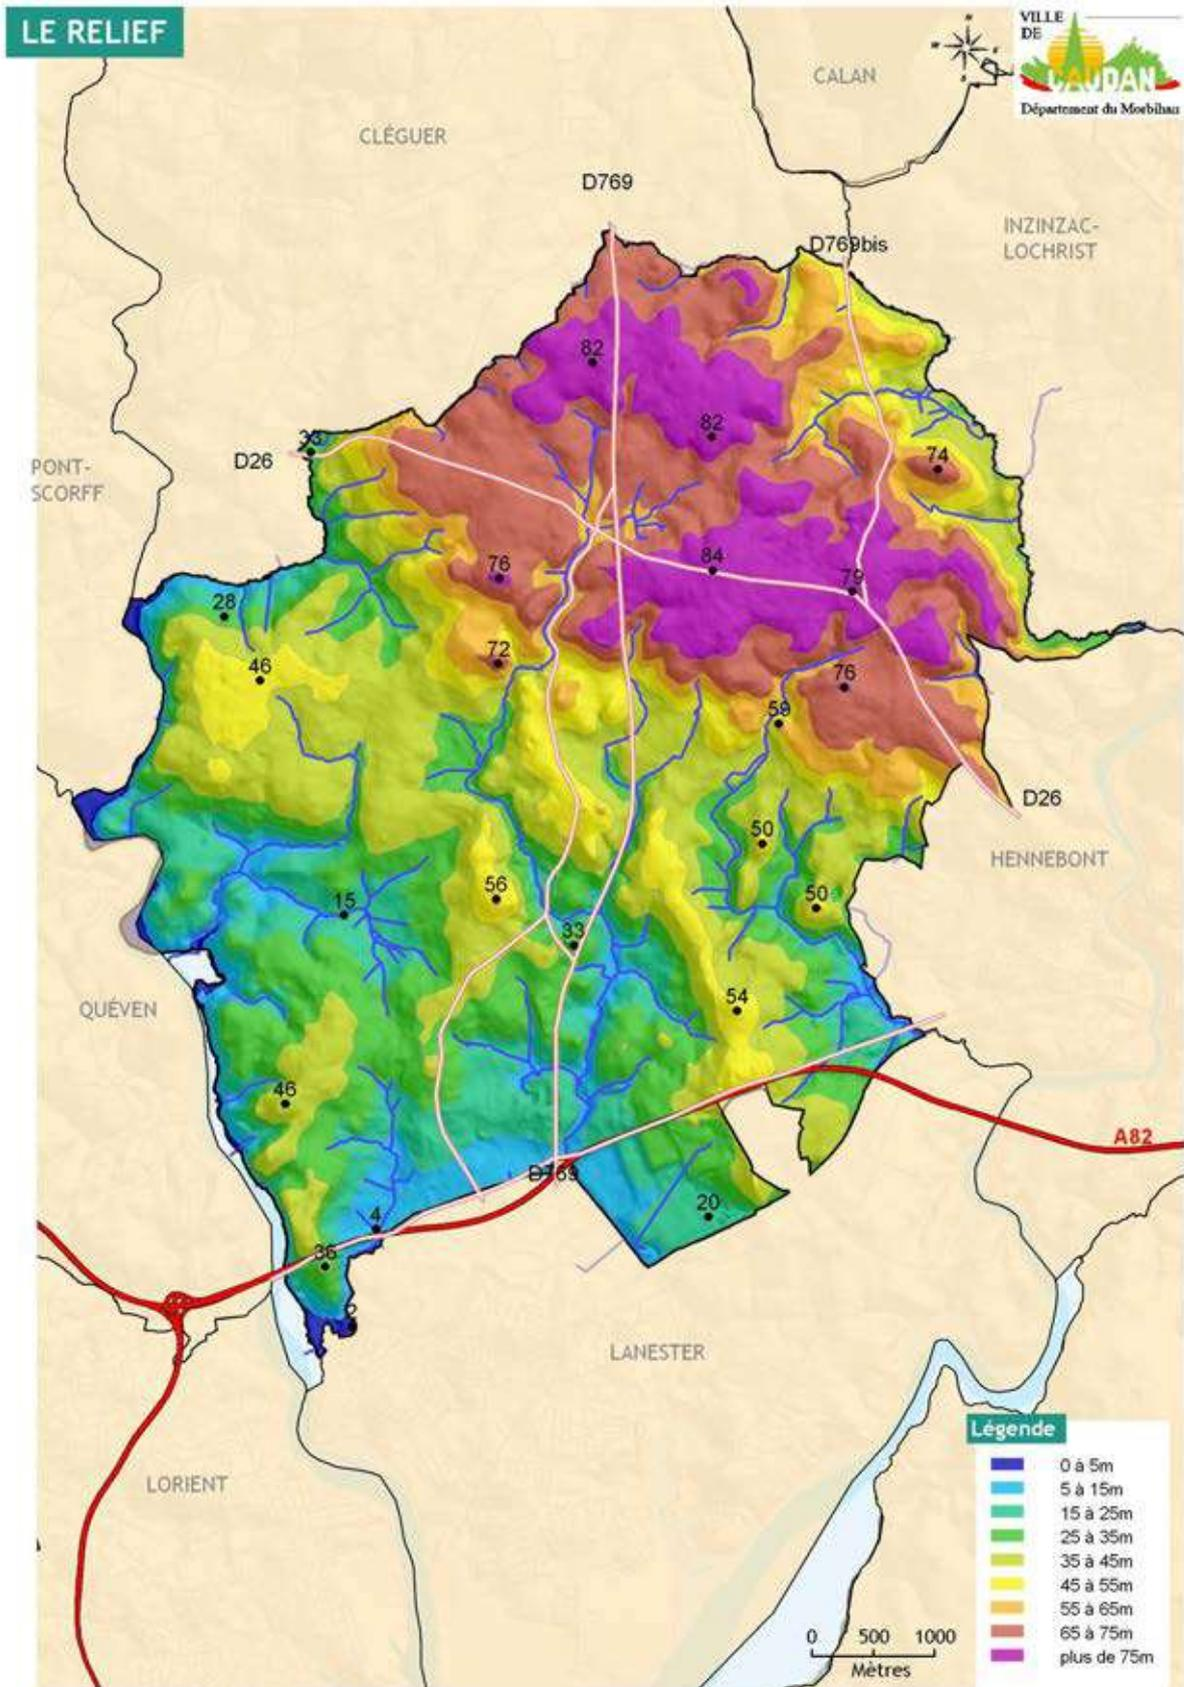 LE RELIEF
VILLE
DE
CAUDAN
Département du Morbihan
N
S
CALAN
CLÉGUER
D769
INZINZAC-
LOCHRIST
D769bis
82
82
33
D26
74
PONT-
SCORFF
76
84
79
28
72
46
76
59
D26
50
HENNEBONT
56
50
15
33
QUÉVEN
54
46
A82
D769
20
4
36
2
LANESTER
LORIENT
Légende
0 à 5m
5 à 15m
15 à 25m
25 à 35m
35 à 45m
45 à 55m
55 à 65m
65 à 75m
plus de 75m
0 500 1000
Mètres